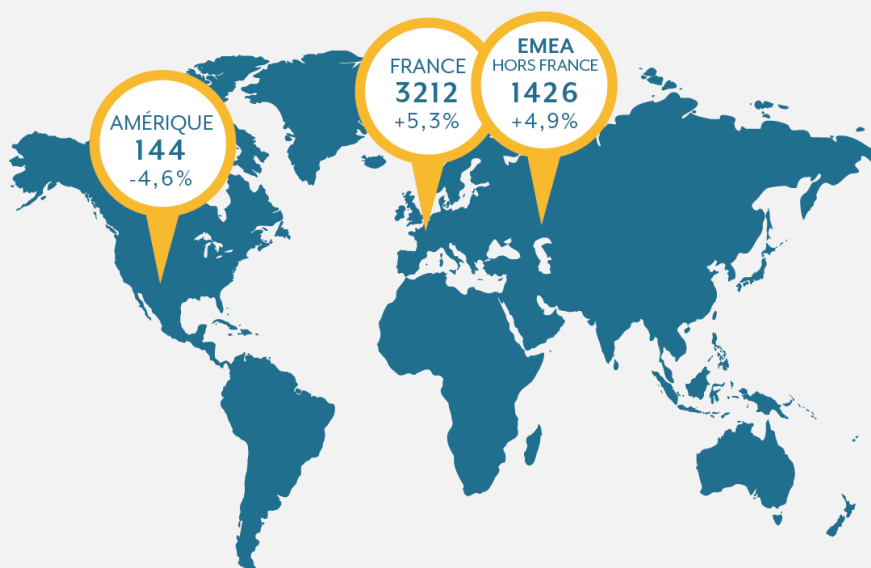 AMÉRIQUE
144
-4,6%
FRANCE
3212
+5,3%
EMEA
HORS FRANCE
1426
+4,9%